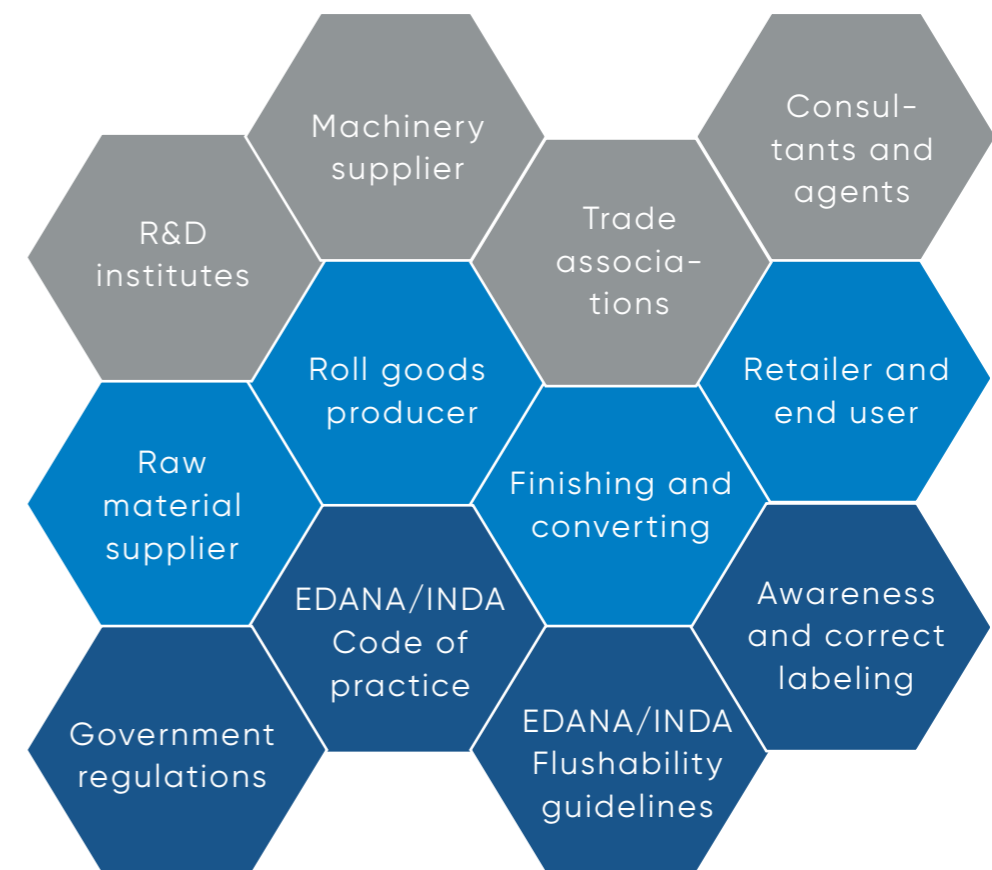 Machinery
supplier
Consul-
tants and
agents
R&D
institutes
Trade
associa-
tions
Roll goods
producer
Retailer and
end user
Raw
material
supplier
Finishing and
converting
EDANA/INDA
Code of
practice
Awareness
and correct
labeling
Government
regulations
EDANA/INDA
Flushability
guidelines